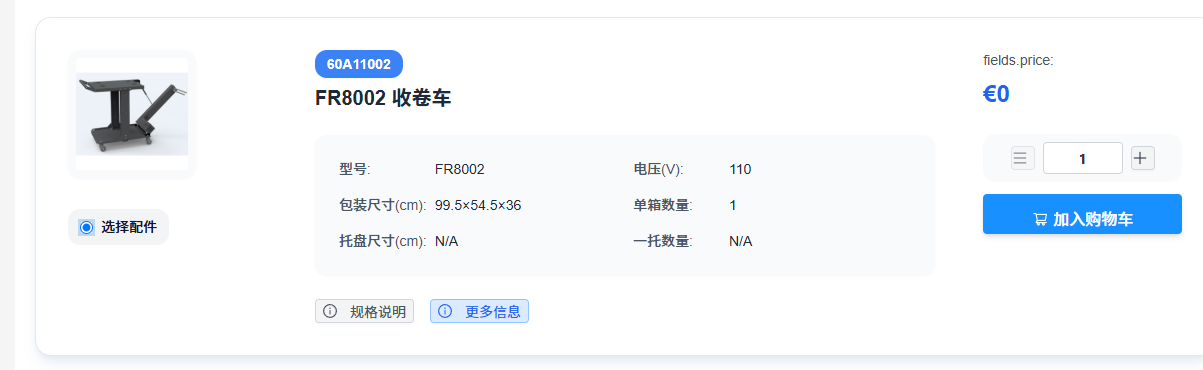 60A11002
FR8002 收卷车
型号: FR8002 电压(V): 110
包装尺寸(cm): 99.5×54.5×36 单箱数量: 1
托盘尺寸(cm): N/A 一托数量: N/A
规格说明 更多信息
选择配件
fields.price:
€0
1
加入购物车